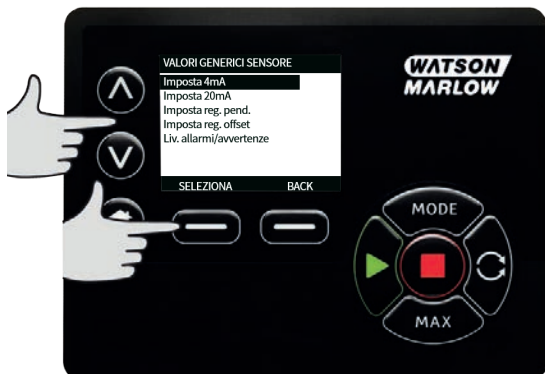 VALORI GENERICI SENSORE
Imposta 4mA
Imposta 20mA
Imposta reg. pend.
Imposta reg. offset
Liv. allarmi/avvertenze
SELEZIONA BACK
WATSON
MARLOW
MODE
MAX